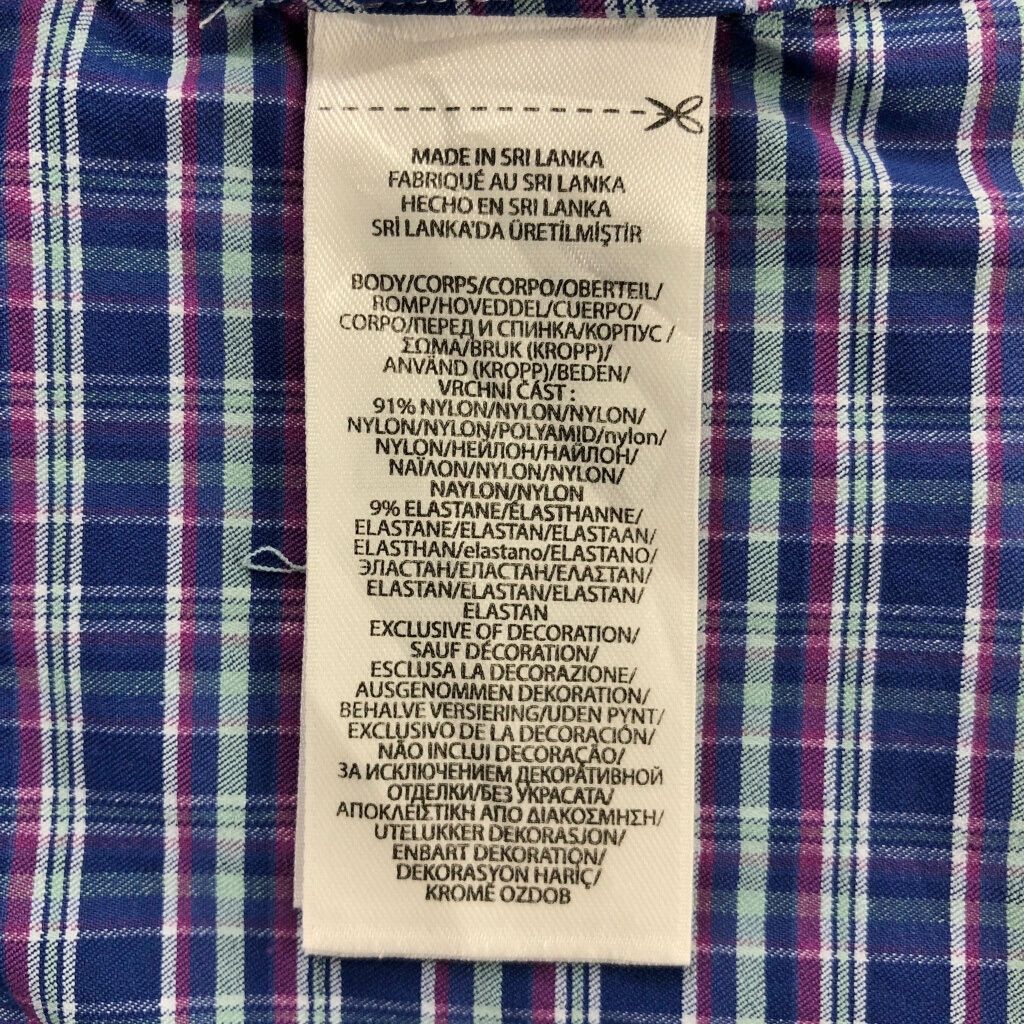 MADE IN SRI LANKA
FABRIQUÉ AU SRI LANKA
HECHO EN SRI LANKA
SRİ LANKA'DA ÜRETİLMİŞTİR
BODY/CORPS/CORPO/OBERTEIL/
ROMP/HOVEDDEL/CUERPO/
CORPO/ПЕРЕД И СПИНКА/КОРПУС /
ΣΩΜΑ/BRUK (KROPP)/
ANVÄND (KROPP)/BEDEN/
VRCHNÍ ČÁST :
91% NYLON/NYLON/NYLON/
NYLON/NYLON/POLYAMID/nylon/
NYLON/НЕЙЛОН/НАЙЛОН/
ΝΑΪΛΟΝ/NYLON/NYLON/
NAYLON/NYLON
9% ELASTANE/ÉLASTHANNE/
ELASTANE/ELASTAN/ELASTAAN/
ELASTHAN/elastano/ELASTANO/
ЭЛАСТАН/ЕЛАСТАН/ΕΛΑΣΤΑΝ/
ELASTAN/ELASTAN/ELASTAN/
ELASTAN
EXCLUSIVE OF DECORATION/
SAUF DÉCORATION/
ESCLUSA LA DECORAZIONE/
AUSGENOMMEN DEKORATION/
BEHALVE VERSIERING/UDEN PYNT/
EXCLUSIVO DE LA DECORACIÓN/
NÃO INCLUI DECORAÇÃO/
ЗА ИСКЛЮЧЕНИЕМ ДЕКОРАТИВНОЙ
ОТДЕЛКИ/БЕЗ УКРАСАТА/
ΑΠΟΚΛΕΙΣΤΙΚΗ ΑΠΟ ΔΙΑΚΟΣΜΗΣΗ/
UTELUKKER DEKORASJON/
ENBART DEKORATION/
DEKORASYON HARİÇ/
KROMĚ OZDOB